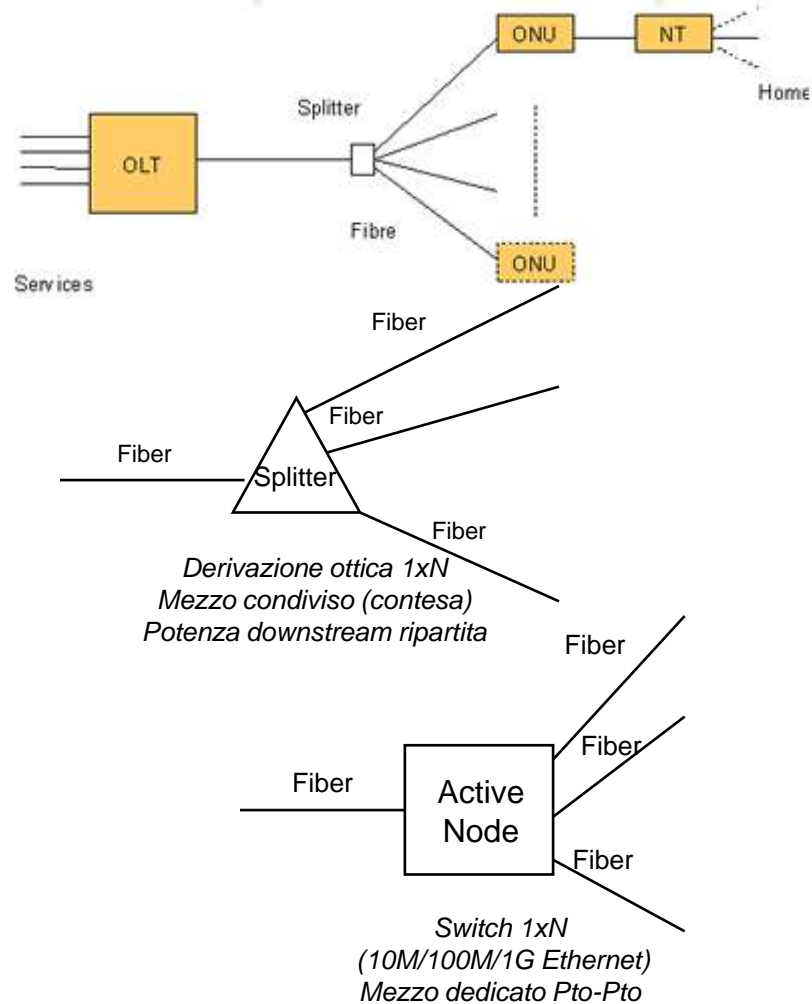 ONU
NT
Home
Splitter
OLT
Fibre
ONU
Services
Fiber
Fiber
Fiber
Splitter
Fiber
Derivazione ottica 1xN
Mezzo condiviso (contesa)
Potenza downstream ripartita
Fiber
Fiber
Fiber
Active
Node
Fiber
Switch 1xN
(10M/100M/1G Ethernet)
Mezzo dedicato Pto-Pto